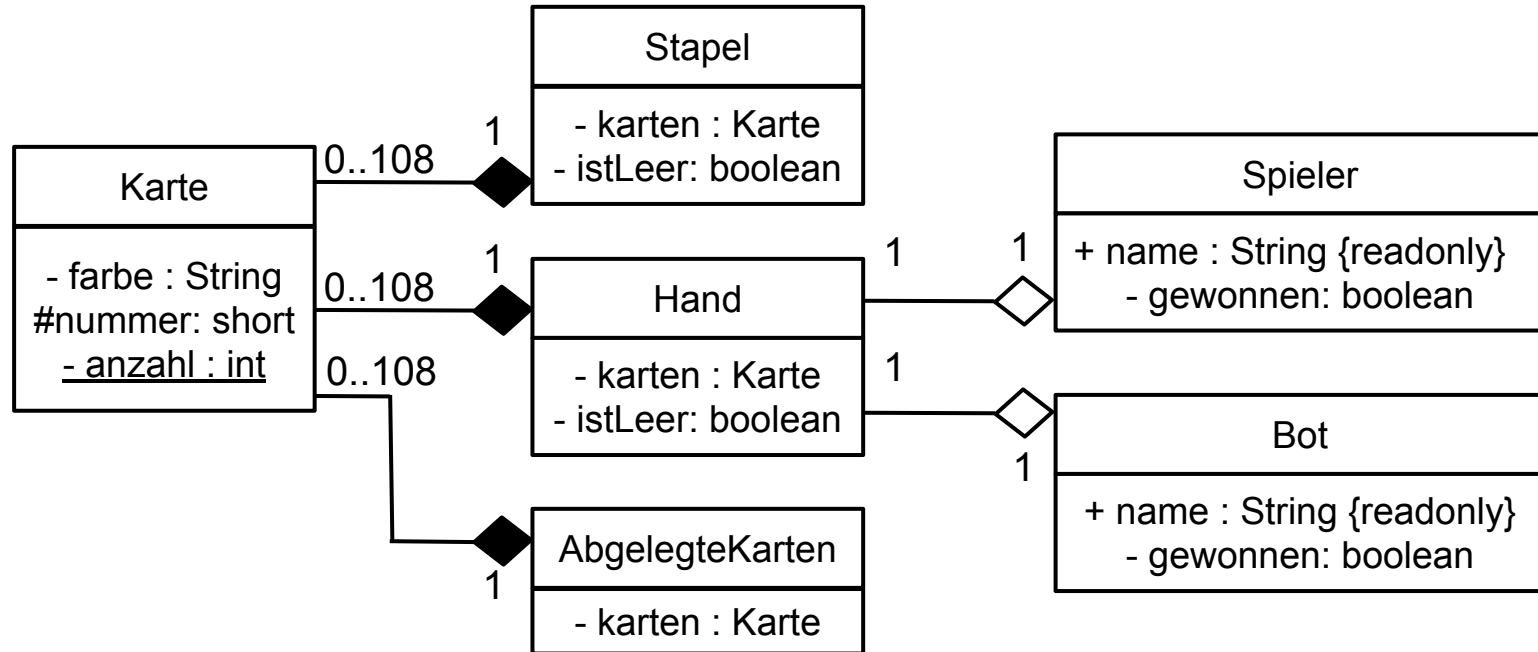 Karte
- farbe : String
#nummer: short
- anzahl : int
0..108
1
0..108
1
0..108
1
Stapel
- karten : Karte
- istLeer: boolean
Hand
- karten : Karte
- istLeer: boolean
AbgelegteKarten
- karten : Karte
1
1
1
1
Spieler
+ name : String {readonly}
- gewonnen: boolean
Bot
+ name : String {readonly}
- gewonnen: boolean